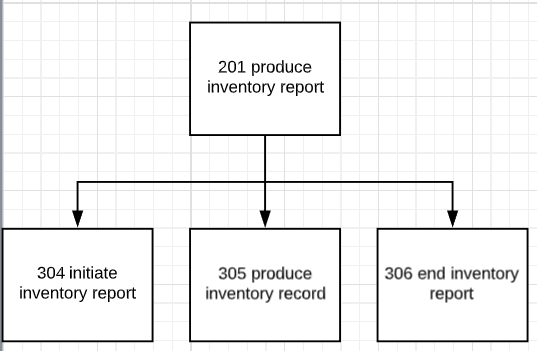 201 produce
inventory report
304 initiate
inventory report
305 produce
inventory record
306 end inventory
report